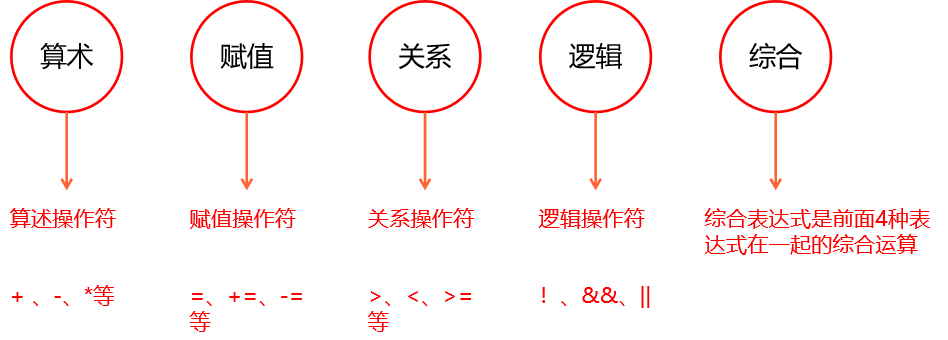 算术
赋值
关系
逻辑
综合
算述操作符
赋值操作符
关系操作符
逻辑操作符
综合表达式是前面4种表
达式在一起的综合运算
+ 、-、*等
=、+=、-=
等
>、<、>=
等
! 、&&、||